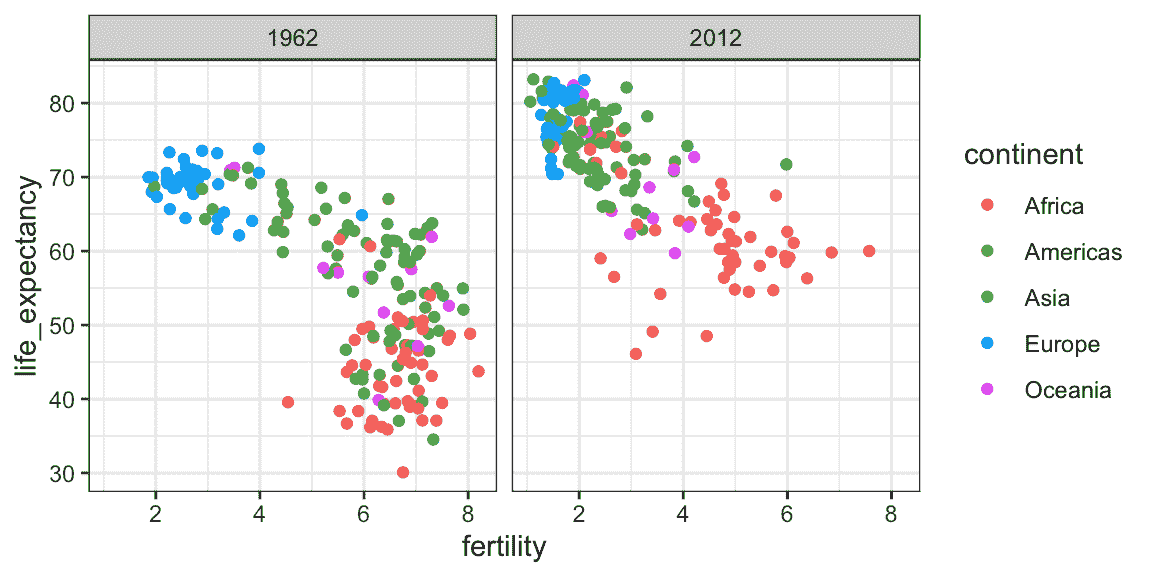 1962 2012
continent
Africa
Americas
Asia
Europe
Oceania
life_expectancy
80
70
60
50
40
30
2 4 6 8 2 4 6 8
fertility